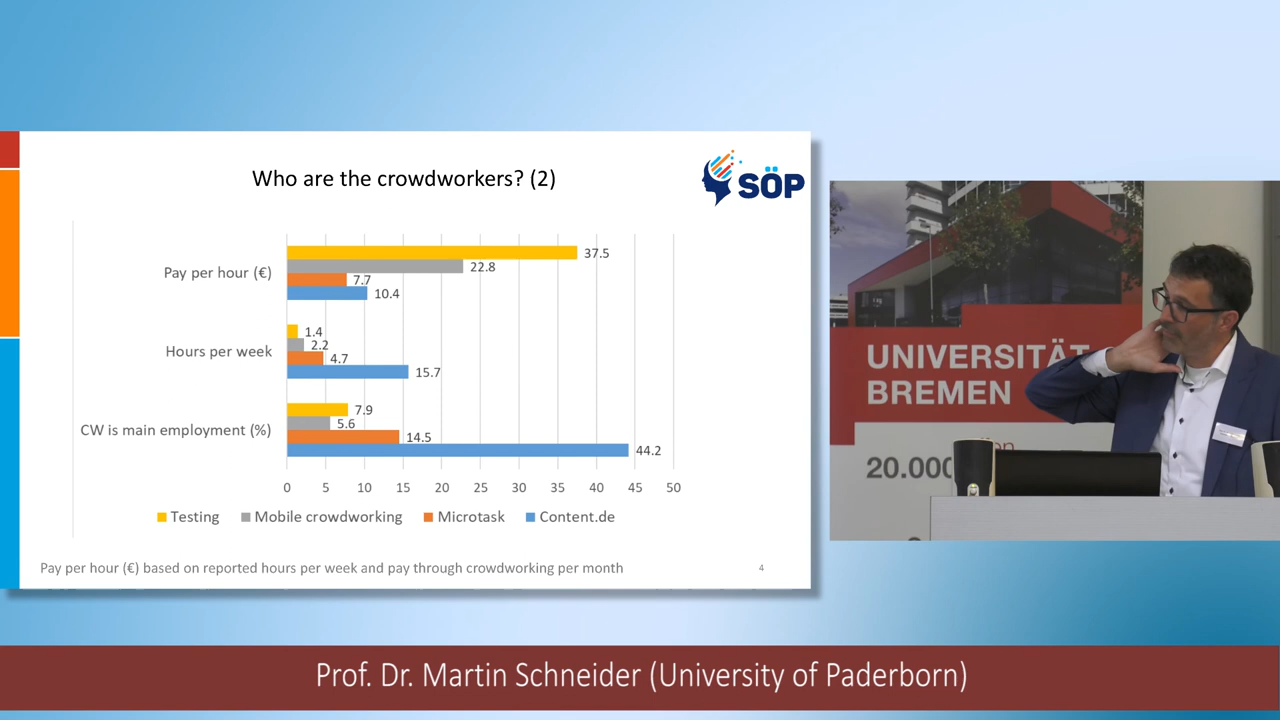 Who are the crowdworkers? (2)
SÖP
Pay per hour (€)
37.5
22.8
7.7
10.4
Hours per week
1.4
2.2
4.7
15.7
CW is main employment (%)
7.9
5.6
14.5
44.2
0 5 10 15 20 25 30 35 40 45 50
Testing Mobile crowdworking Microtask Content.de
Pay per hour (€) based on reported hours per week and pay through crowdworking per month
4
UNIVERSITÄT
BREMEN
20.000
Prof. Dr. Martin Schneider (University of Paderborn)